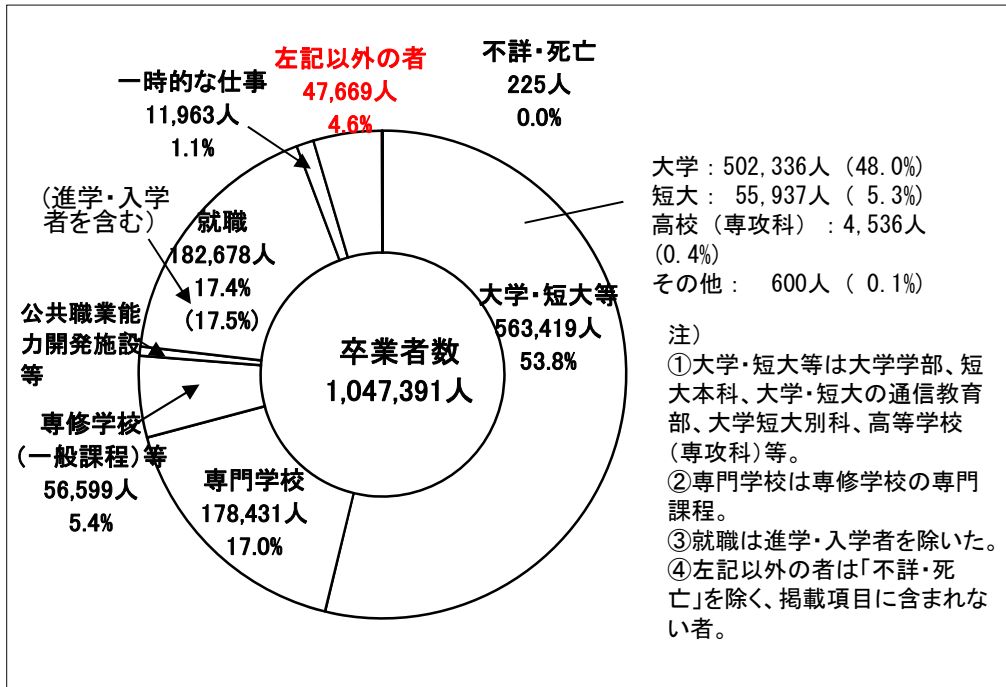 不詳・死亡
225人
0.0%
左記以外の者
47,669人
4.6%
一時的な仕事
11,963人
1.1%
(進学・入学
者を含む)
就職
182,678人
17.4%
(17.5%)
公共職業能
力開発施設
等
専修学校
(一般課程)等
56,599人
5.4%
専門学校
178,431人
17.0%
卒業者数
1,047,391人
大学・短大等
563,419人
53.8%
大学：502,336人 (48.0%)
短大： 55,937人 ( 5.3%)
高校（専攻科）：4,536人
(0.4%)
その他： 600人 ( 0.1%)
注）
①大学・短大等は大学学部、短
大本科、大学・短大の通信教育
部、大学短大別科、高等学校
（専攻科）等。
②専門学校は専修学校の専門
課程。
③就職は進学・入学者を除いた。
④左記以外の者は「不詳・死
亡」を除く、掲載項目に含まれな
い者。